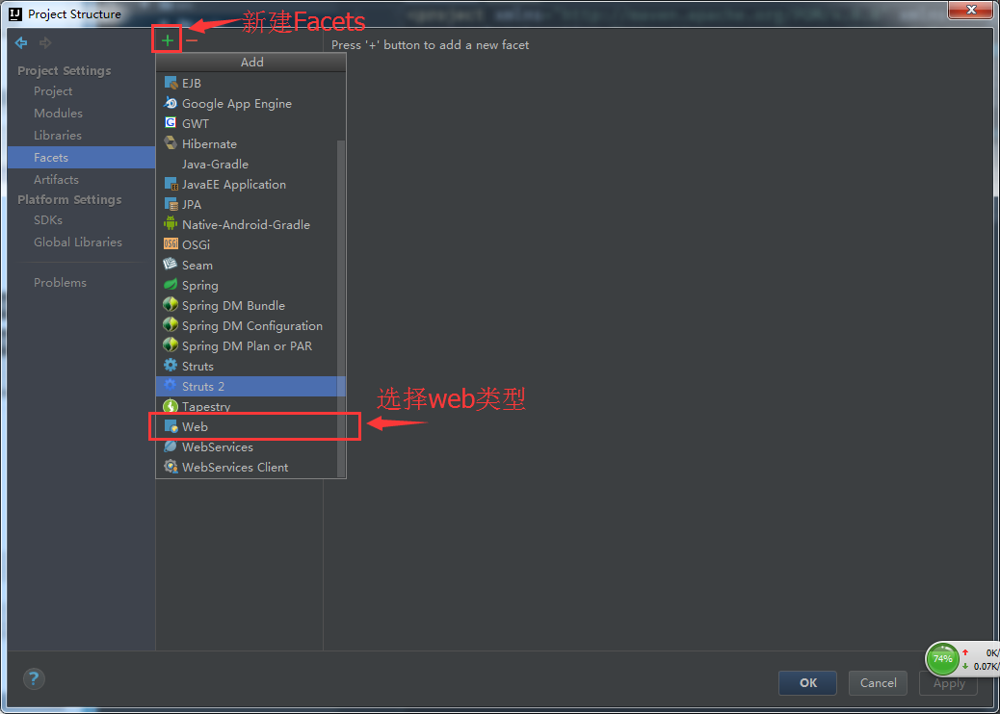 Project Structure
新建Facets
Press '+' button to add a new facet
Project Settings
Project
Modules
Libraries
Facets
Artifacts
Platform Settings
SDKs
Global Libraries
Problems
Add
EJB
Google App Engine
GWT
Hibernate
Java-Gradle
JavaEE Application
JPA
Native-Android-Gradle
OSGi
Seam
Spring
Spring DM Bundle
Spring DM Configuration
Spring DM Plan or PAR
Struts
Struts 2
Tapestry
Web
WebServices
WebServices Client
选择web类型
74%
0K/
0.07K/
?
OK
Cancel
Apply